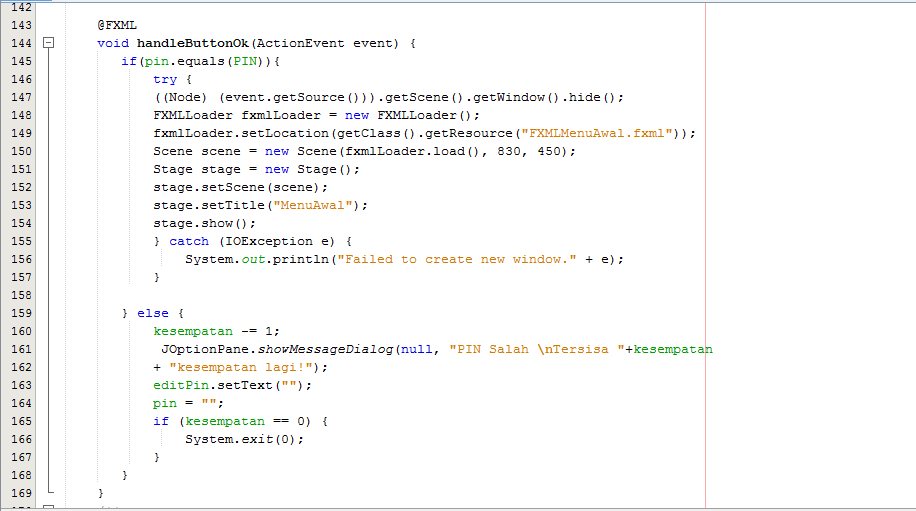 142
143 @FXML
144 void handleButtonOk(ActionEvent event) {
145 if(pin.equals(PIN)){
146 try {
147 ((Node) (event.getSource())).getScene().getWindow().hide();
148 FXMLLoader fxmlLoader = new FXMLLoader();
149 fxmlLoader.setLocation(getClass().getResource("FXMLMenuAwal.fxml"));
150 Scene scene = new Scene(fxmlLoader.load(), 830, 450);
151 Stage stage = new Stage();
152 stage.setScene(scene);
153 stage.setTitle("MenuAwal");
154 stage.show();
155 } catch (IOException e) {
156 System.out.println("Failed to create new window." + e);
157 }
158
159 } else {
160 kesempatan -= 1;
161 JOptionPane.showMessageDialog(null, "PIN Salah \nTersisa "+kesempatan
162 + "kesempatan lagi!");
163 editPin.setText("");
164 pin = "";
165 if (kesempatan == 0) {
166 System.exit(0);
167 }
168 }
169 }